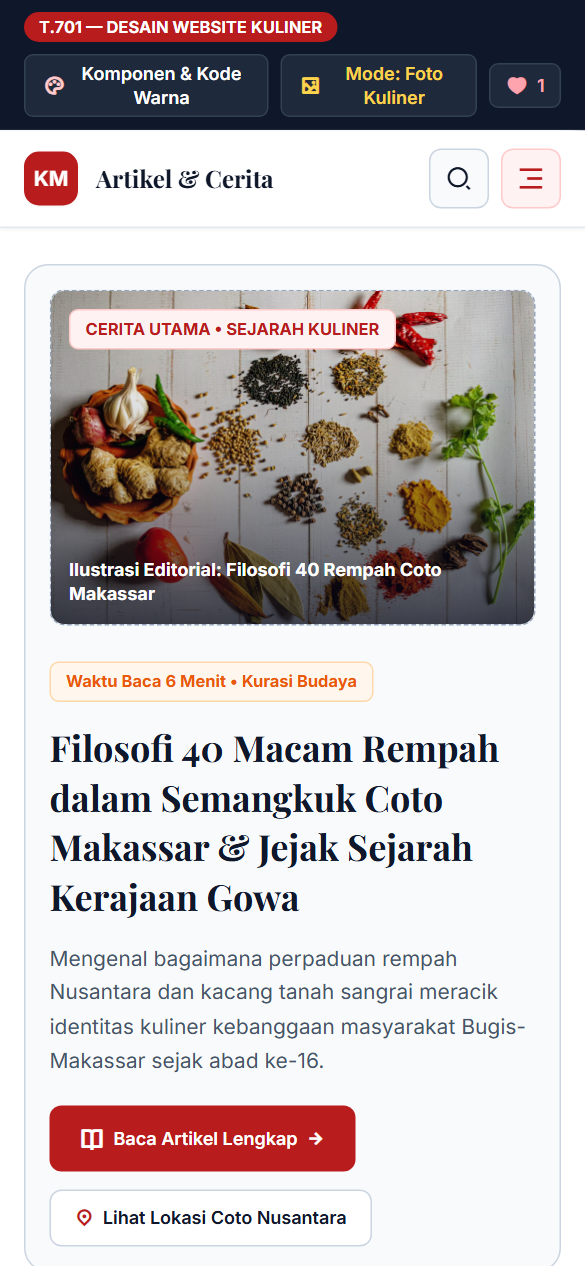 T.701 — DESAIN WEBSITE KULINER
Komponen & Kode
Warna
Mode: Foto
Kuliner
1
KM
Artikel & Cerita
CERITA UTAMA • SEJARAH KULINER
Ilustrasi Editorial: Filosofi 40 Rempah Coto
Makassar
Waktu Baca 6 Menit • Kurasi Budaya
Filosofi 40 Macam Rempah
dalam Semangkuk Coto
Makassar & Jejak Sejarah
Kerajaan Gowa
Mengenal bagaimana perpaduan rempah
Nusantara dan kacang tanah sangrai meracik
identitas kuliner kebanggaan masyarakat Bugis-
Makassar sejak abad ke-16.
Baca Artikel Lengkap →
Lihat Lokasi Coto Nusantara